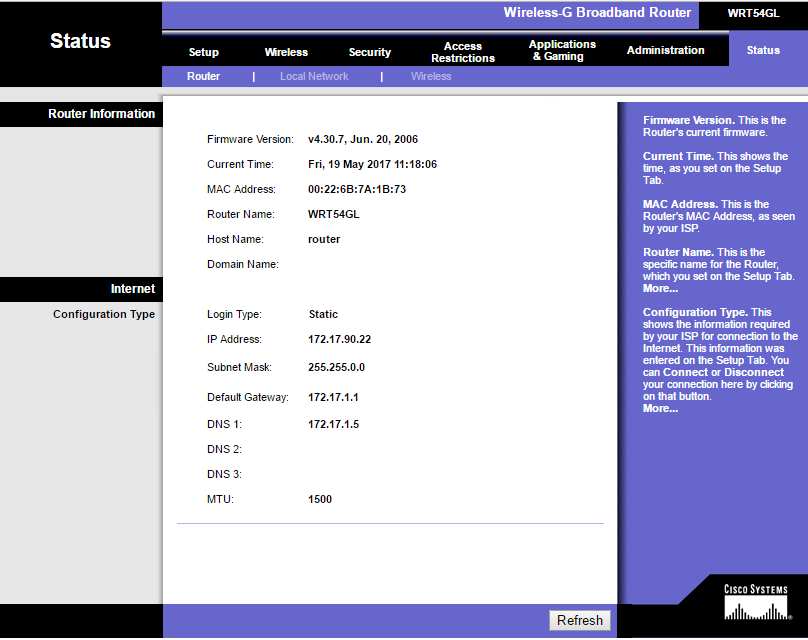 Wireless-G Broadband Router
WRT54GL
Status
Setup
Wireless
Security
Access
Restrictions
Applications
& Gaming
Administration
Status
Router | Local Network | Wireless
Router Information
Firmware Version: v4.30.7, Jun. 20, 2006
Current Time: Fri, 19 May 2017 11:18:06
MAC Address: 00:22:6B:7A:1B:73
Router Name: WRT54GL
Host Name: router
Domain Name:
Internet
Configuration Type
Login Type: Static
IP Address: 172.17.90.22
Subnet Mask: 255.255.0.0
Default Gateway: 172.17.1.1
DNS 1: 172.17.1.5
DNS 2:
DNS 3:
MTU: 1500
Refresh
Firmware Version. This is the
Router's current firmware.
Current Time. This shows the
time, as you set on the Setup
Tab.
MAC Address. This is the
Router's MAC Address, as seen
by your ISP.
Router Name. This is the
specific name for the Router,
which you set on the Setup Tab.
More...
Configuration Type. This
shows the information required
by your ISP for connection to the
Internet. This information was
entered on the Setup Tab. You
can Connect or Disconnect
your connection here by clicking
on that button.
More...
CISCO SYSTEMS